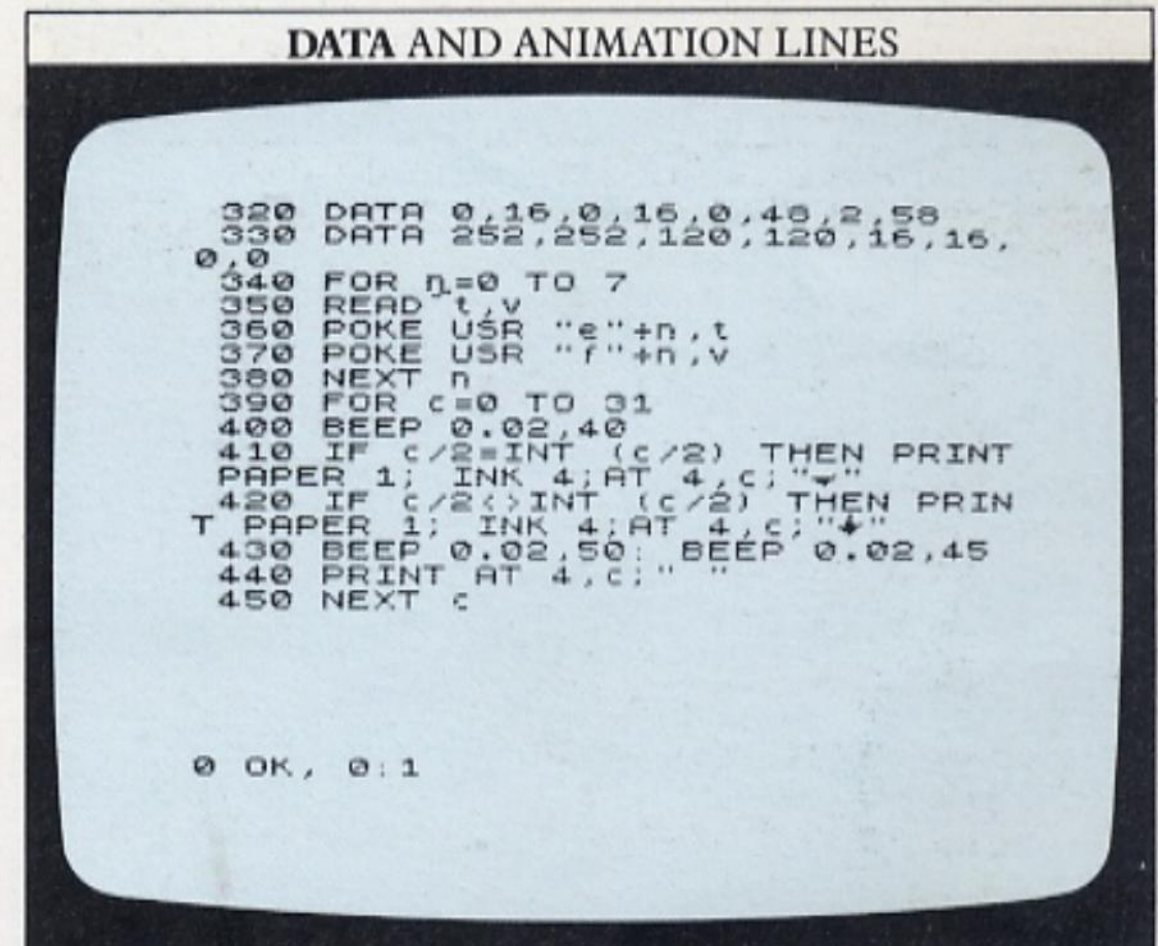 DATA AND ANIMATION LINES
320 DATA 0,16,0,16,0,48,2,58
330 DATA 252,252,120,120,16,16,
0,0
340 FOR n=0 TO 7
350 READ t,v
360 POKE USR "e"+n,t
370 POKE USR "f"+n,v
380 NEXT n
390 FOR c=0 TO 31
400 BEEP 0.02,40
410 IF c/2=INT (c/2) THEN PRINT
PAPER 1; INK 4;AT 4,c;" "
420 IF c/2<>INT (c/2) THEN PRIN
T PAPER 1; INK 4;AT 4,c;" "
430 BEEP 0.02,50: BEEP 0.02,45
440 PRINT AT 4,c;" "
450 NEXT c
0 OK, 0:1